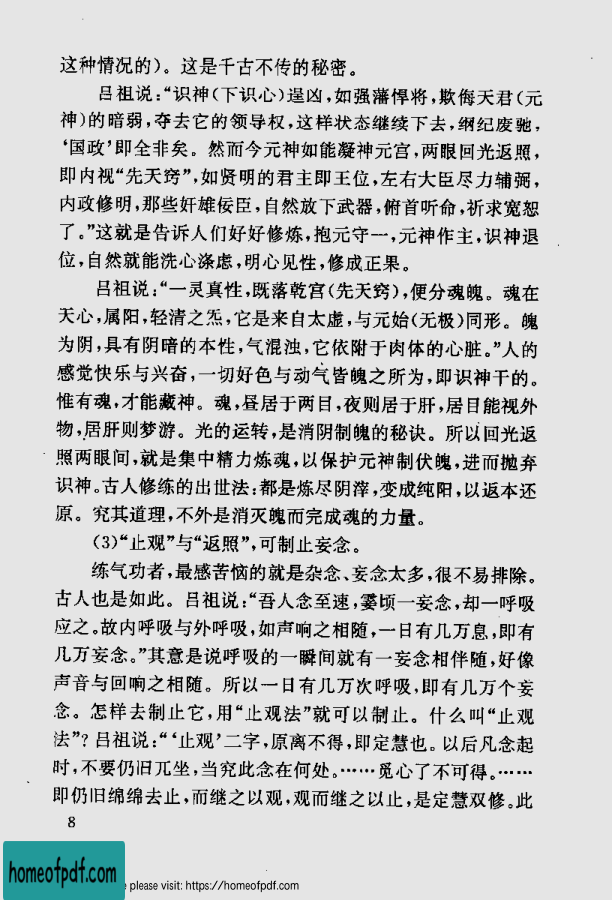 这种情况的)。这是千古不传的秘密。
吕祖说:“识神(下识心)逞凶,如强藩悍将,欺侮天君(元
神)的暗弱,夺去它的领导权,这样状态继续下去,纲纪废驰,
‘国政’即全非矣。然而今元神如能凝神元宫,两眼回光返照,
即内视“先天窍”,如贤明的君主即王位,左右大臣尽力辅弼,
内政修明,那些奸雄佞臣,自然放下武器,俯首听命,祈求宽恕
了。”这就是告诉人们好好修炼,抱元守一,元神作主,识神退
位,自然就能洗心涤虑,明心见性,修成正果。
吕祖说:“一灵真性,既落乾宫(先天窍),便分魂魄。魂在
天心,属阳,轻清之炁,它是来自太虚,与元始(无极)同形。魄
为阴,具有阴暗的本性,气混浊,它依附于肉体的心脏。”人的
感觉快乐与兴奋,一切好色与动气皆魄之所为,即识神干的。
惟有魂,才能藏神。魂,昼居于两目,夜则居于肝,居目能视外
物,居肝则梦游。光的运转,是消阴制魄的秘诀。所以回光返
照两眼间,就是集中精力炼魂,以保护元神制伏魄,进而抛弃
识神。古人修练的出世法:都是炼尽阴滓,变成纯阳,以返本还
原。究其道理,不外是消灭魄而完成魂的力量。
(3)“止观”与“返照”,可制止妄念。
练气功者,最感苦恼的就是杂念、妄念太多,很不易排除。
古人也是如此。吕祖说:“吾人念至速,霎顷一妄念,却一呼吸
应之。故内呼吸与外呼吸,如声响之相随,一日有几万息,即有
几万妄念。”其意是说呼吸的一瞬间就有一妄念相伴随,好像
声音与回响之相随。所以一日有几万次呼吸,即有几万个妄
念。怎样去制止它,用“止观法”就可以制止。什么叫“止观
法”?吕祖说:“‘止观’二字,原离不得,即定慧也。以后凡念起
时,不要仍旧兀坐,当究此念在何处。……觅心了不可得。……
即仍旧绵绵去止,而继之以观,观而继之以止,是定慧双修。此
8
homeofpdf.com
please visit: https://homeofpdf.com